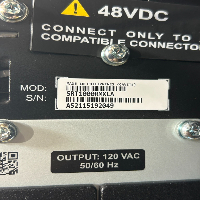 48VDC
CONNECT ONLY TO
COMPATIBLE CONNECTOR
MOD:
SRT1000RMXLA
S/N:
AS2115192049
OUTPUT: 120 VAC
50/60 Hz